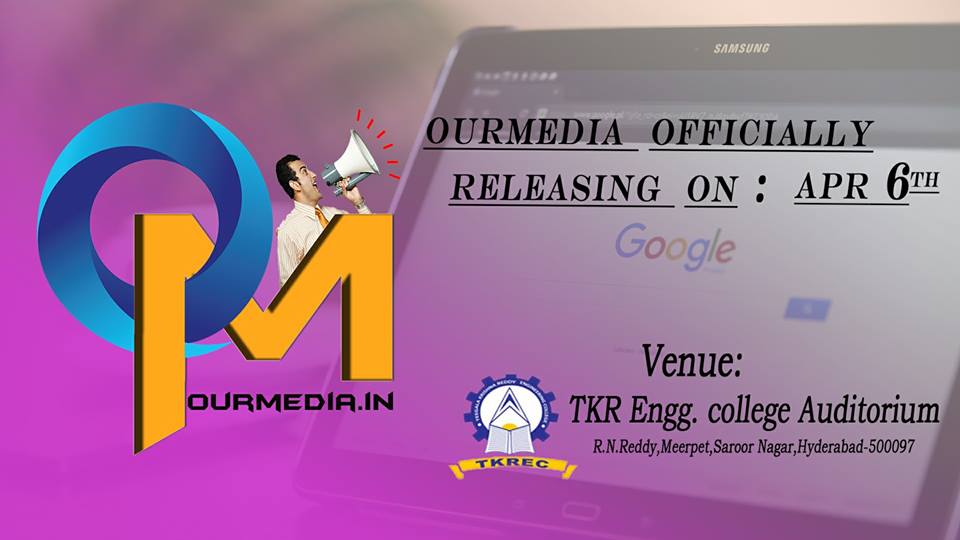 SAMSUNG
OURMEDIA OFFICIALLY
RELEASING ON : APR 6TH
Google
OURMEDIA.IN
Venue:
TKR Engg. college Auditorium
R.N.Reddy,Meerpet,Saroor Nagar,Hyderabad-500097
TKREC